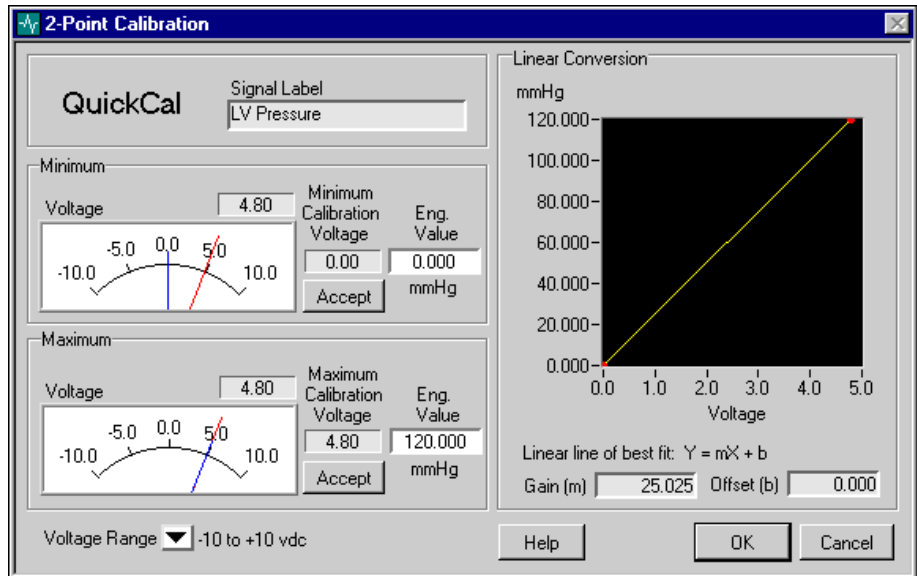 2-Point Calibration
QuickCal
Signal Label
LV Pressure
Minimum
Voltage
4.80
-10.0 -5.0 0.0 5.0 10.0
Minimum
Calibration
Voltage
0.00
Accept
Eng.
Value
0.000
mmHg
Maximum
Voltage
4.80
-10.0 -5.0 0.0 5.0 10.0
Maximum
Calibration
Voltage
4.80
Accept
Eng.
Value
120.000
mmHg
Voltage Range -10 to +10 vdc
Linear Conversion
mmHg
120.000
100.000
80.000
60.000
40.000
20.000
0.000
0.0 1.0 2.0 3.0 4.0 5.0
Voltage
Linear line of best fit: Y = mX + b
Gain (m) 25.025 Offset (b) 0.000
Help OK Cancel